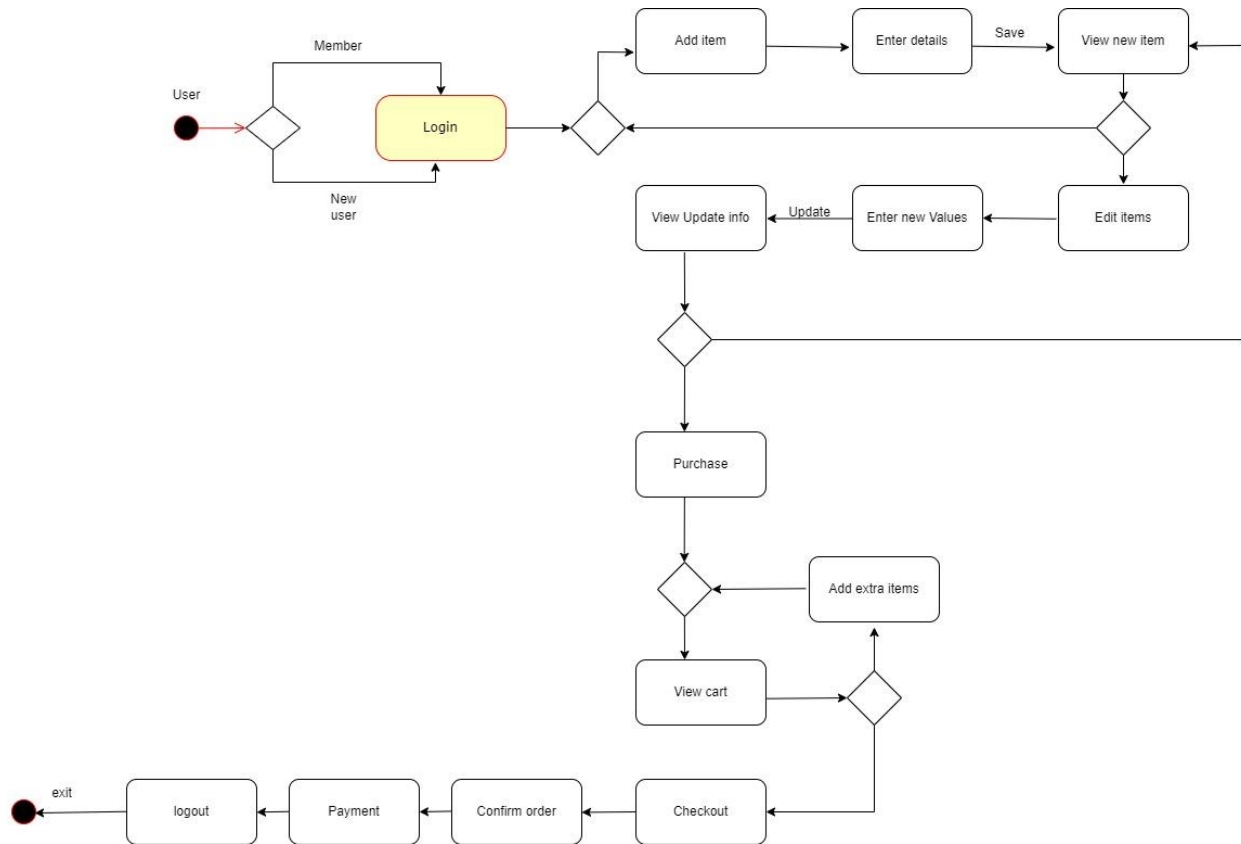 Member
Add item
Enter details
Save
View new item
User
Login
New
user
View Update info
Update
Enter new Values
Edit items
Purchase
Add extra items
View cart
exit
logout
Payment
Confirm order
Checkout